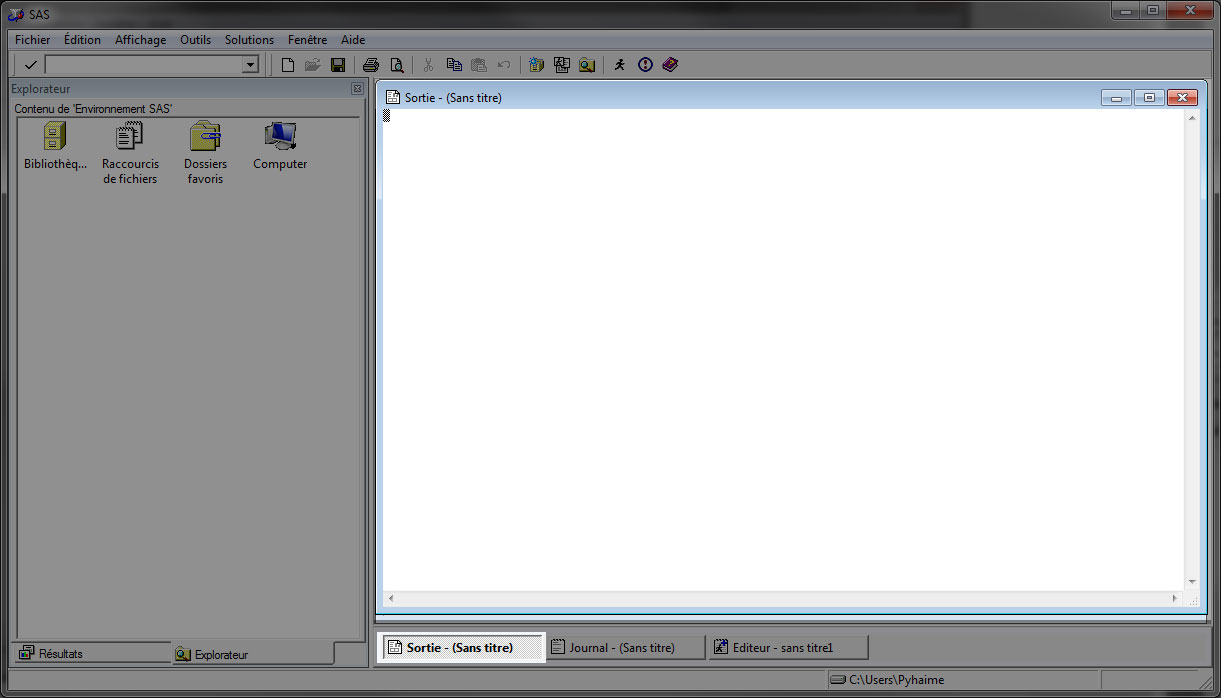 SAS
Fichier Édition Affichage Outils Solutions Fenêtre Aide
Explorateur
Contenu de 'Environnement SAS'
Bibliothèq... Raccourcis de fichiers Dossiers favoris Computer
Sortie - (Sans titre)
Résultats Explorateur
Sortie - (Sans titre) Journal - (Sans titre) Editeur - sans titre1
C:\Users\Pyhaime